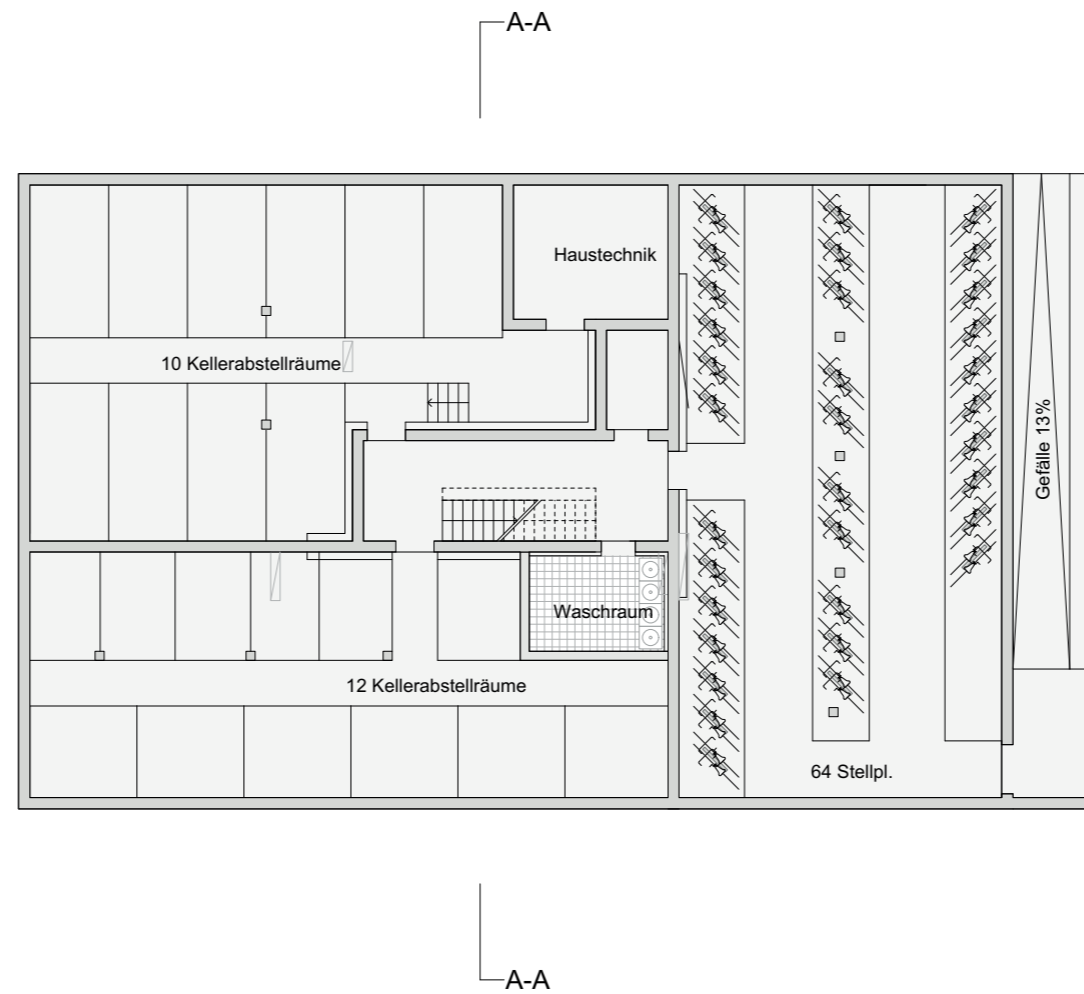 A-A
Haustechnik
10 Kellerabstellräume
Gefälle 13%
Waschraum
12 Kellerabstellräume
64 Stellpl.
A-A